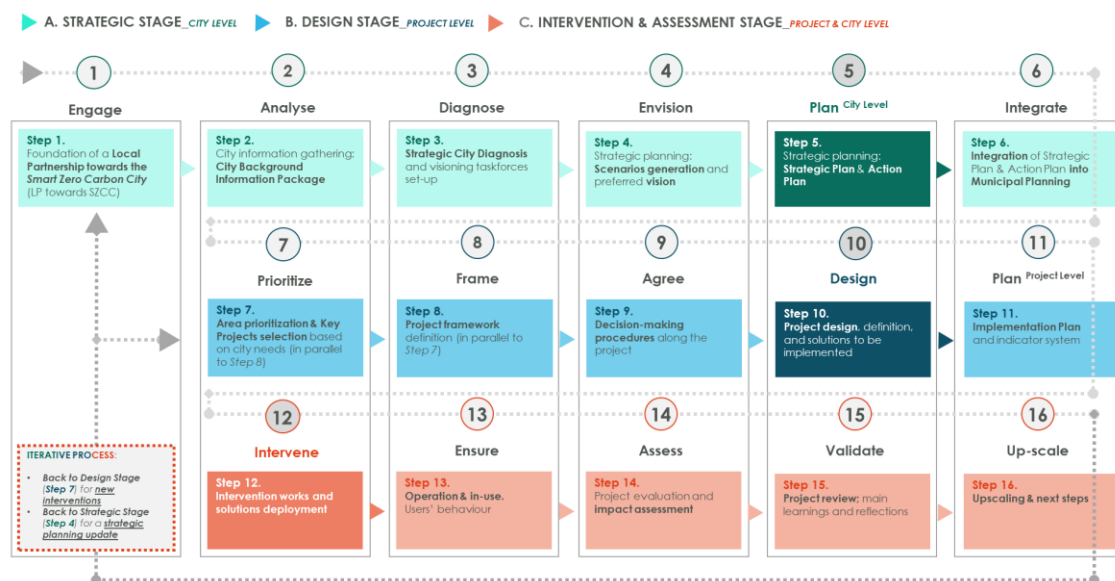 A. STRATEGIC STAGE_CITY LEVEL B. DESIGN STAGE_PROJECT LEVEL C. INTERVENTION & ASSESSMENT STAGE_PROJECT & CITY LEVEL
1 2 3 4 5 6
Engage Analyse Diagnose Envision Plan City Level Integrate
Step 1.
Foundation of a Local
Partnership towards the
Smart Zero Carbon City
(LP towards SZCC)
Step 2.
City information gathering:
City Background
Information Package
Step 3.
Strategic City Diagnosis
and visioning taskforces
set-up
Step 4.
Strategic planning:
Scenarios generation and
preferred vision
Step 5.
Strategic planning:
Strategic Plan & Action
Plan
Step 6.
Integration of Strategic
Plan & Action Plan into
Municipal Planning
7 8 9 10 11
Prioritize Frame Agree Design Plan Project Level
Step 7.
Area prioritization & Key
Projects selection based
on city needs (in parallel
to Step 8)
Step 8.
Project framework
definition (in parallel to
Step 7)
Step 9.
Decision-making
procedures along the
project
Step 10.
Project design, definition,
and solutions to be
implemented
Step 11.
Implementation Plan
and indicator system
12 13 14 15 16
Intervene Ensure Assess Validate Up-scale
ITERATIVE PROCESS:
• Back to Design Stage
(Step 7) for new
interventions
• Back to Strategic Stage
(Step 4) for a strategic
planning update
Step 12.
Intervention works and
solutions deployment
Step 13.
Operation & in-use.
Users' behaviour
Step 14.
Project evaluation and
impact assessment
Step 15.
Project review; main
learnings and reflections
Step 16.
Upscaling & next steps